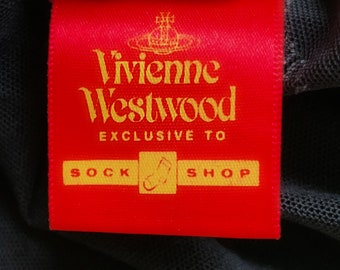 Vivienne
Westwood
EXCLUSIVE TO
SOCK SHOP